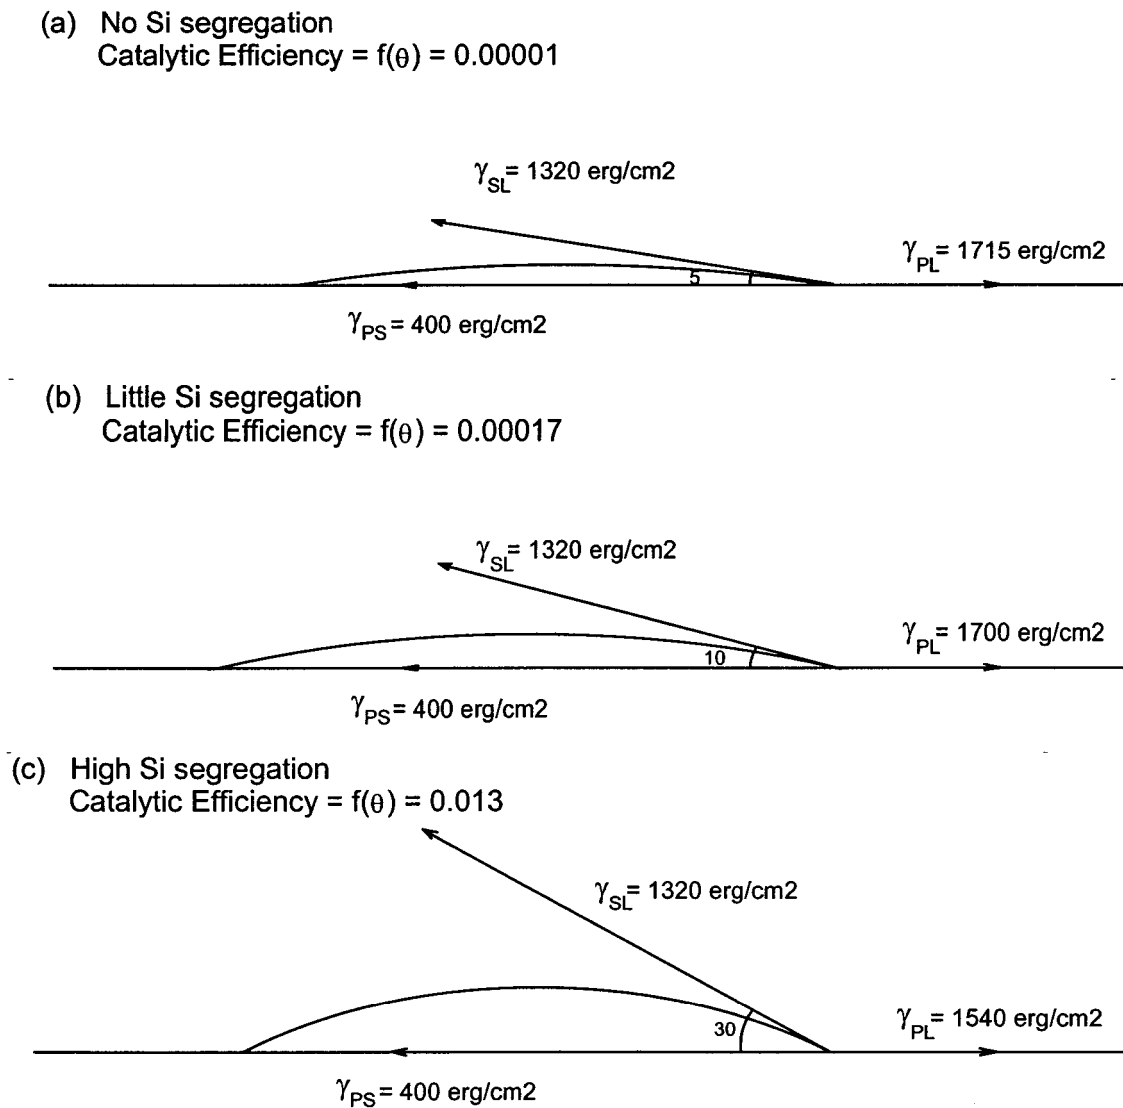 (a) No Si segregation
Catalytic Efficiency = f(θ) = 0.00001
γSL= 1320 erg/cm2
γPL= 1715 erg/cm2
5
γPS= 400 erg/cm2
(b) Little Si segregation
Catalytic Efficiency = f(θ) = 0.00017
γSL= 1320 erg/cm2
γPL= 1700 erg/cm2
10
γPS= 400 erg/cm2
(c) High Si segregation
Catalytic Efficiency = f(θ) = 0.013
γSL= 1320 erg/cm2
γPL= 1540 erg/cm2
30
γPS= 400 erg/cm2